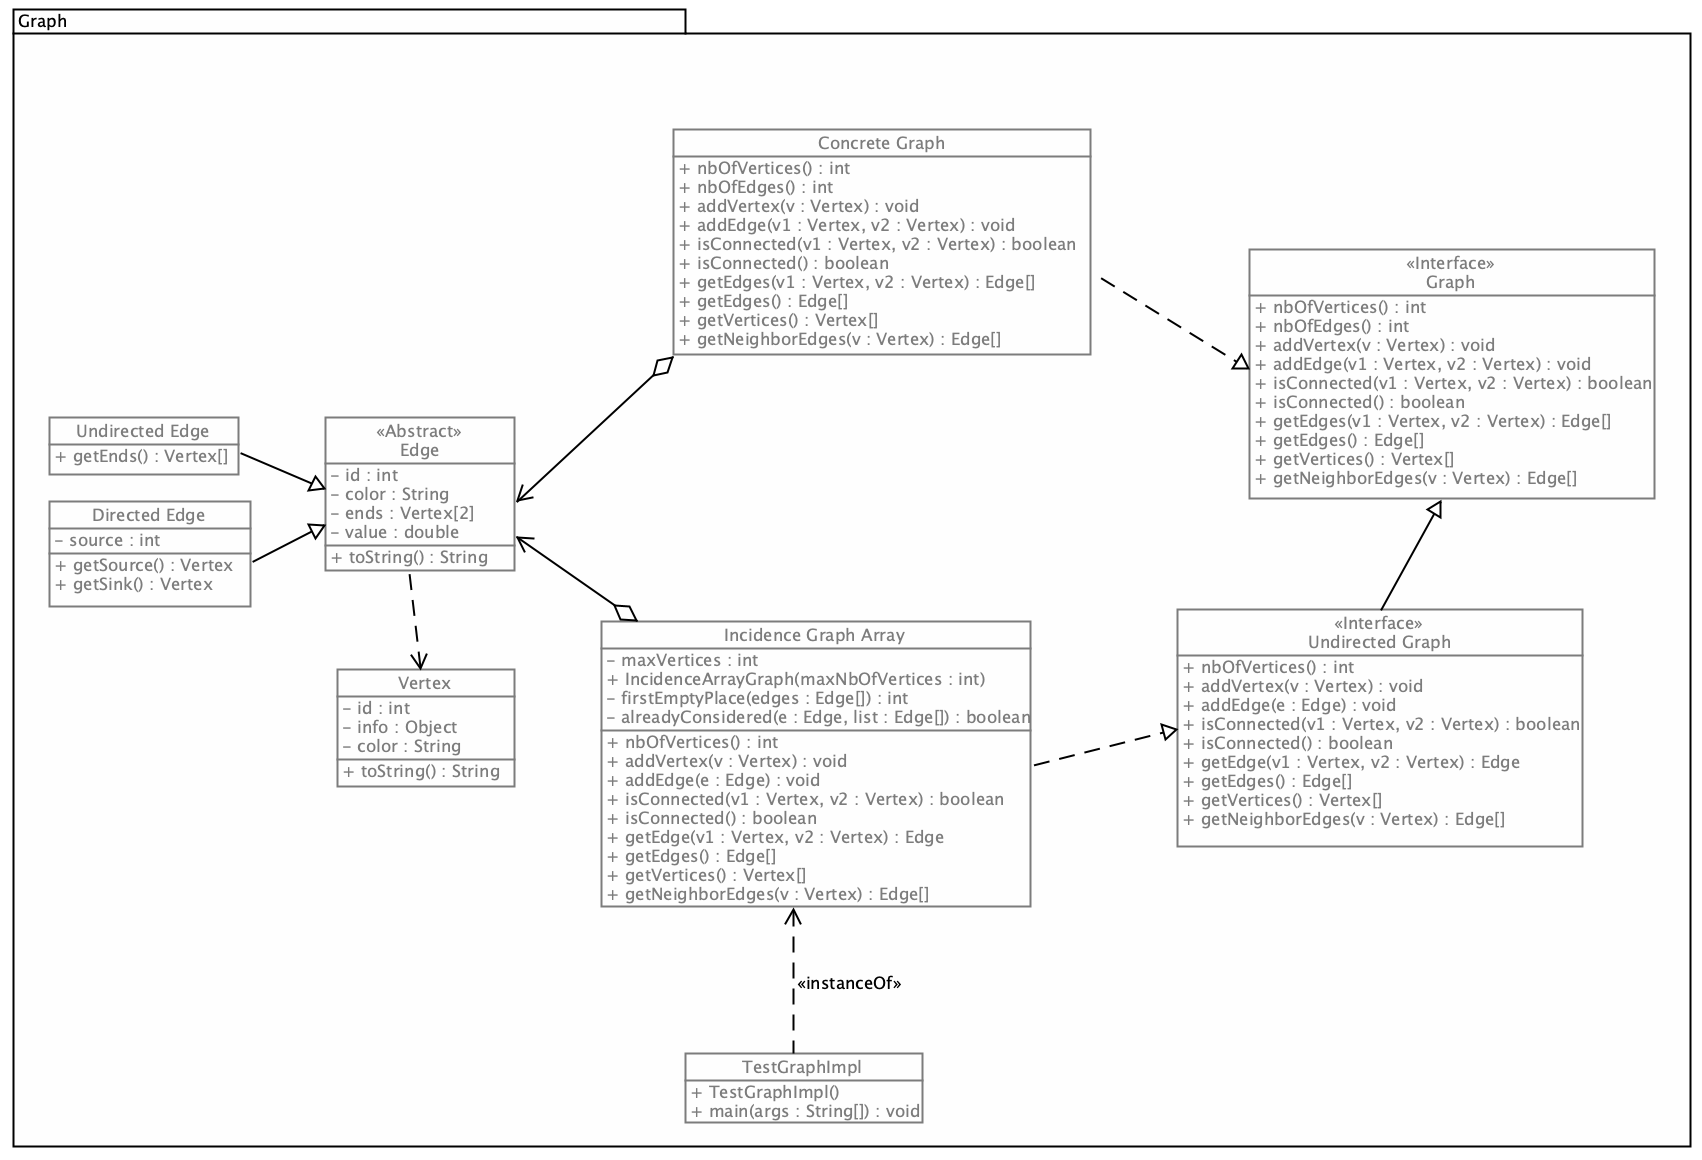 Graph
Concrete Graph
+ nbOfVertices() : int
+ nbOfEdges() : int
+ addVertex(v : Vertex) : void
+ addEdge(v1 : Vertex, v2 : Vertex) : void
+ isConnected(v1 : Vertex, v2 : Vertex) : boolean
+ isConnected() : boolean
+ getEdges(v1 : Vertex, v2 : Vertex) : Edge[]
+ getEdges() : Edge[]
+ getVertices() : Vertex[]
+ getNeighborEdges(v : Vertex) : Edge[]
«Interface»
Graph
+ nbOfVertices() : int
+ nbOfEdges() : int
+ addVertex(v : Vertex) : void
+ addEdge(v1 : Vertex, v2 : Vertex) : void
+ isConnected(v1 : Vertex, v2 : Vertex) : boolean
+ isConnected() : boolean
+ getEdges(v1 : Vertex, v2 : Vertex) : Edge[]
+ getEdges() : Edge[]
+ getVertices() : Vertex[]
+ getNeighborEdges(v : Vertex) : Edge[]
Undirected Edge
+ getEnds() : Vertex[]
Directed Edge
– source : int
+ getSource() : Vertex
+ getSink() : Vertex
«Abstract»
Edge
– id : int
– color : String
– ends : Vertex[2]
– value : double
+ toString() : String
Vertex
– id : int
– info : Object
– color : String
+ toString() : String
Incidence Graph Array
– maxVertices : int
+ IncidenceArrayGraph(maxNbOfVertices : int)
– firstEmptyPlace(edges : Edge[]) : int
– alreadyConsidered(e : Edge, list : Edge[]) : boolean
+ nbOfVertices() : int
+ addVertex(v : Vertex) : void
+ addEdge(e : Edge) : void
+ isConnected(v1 : Vertex, v2 : Vertex) : boolean
+ isConnected() : boolean
+ getEdge(v1 : Vertex, v2 : Vertex) : Edge
+ getEdges() : Edge[]
+ getVertices() : Vertex[]
+ getNeighborEdges(v : Vertex) : Edge[]
«Interface»
Undirected Graph
+ nbOfVertices() : int
+ addVertex(v : Vertex) : void
+ addEdge(e : Edge) : void
+ isConnected(v1 : Vertex, v2 : Vertex) : boolean
+ isConnected() : boolean
+ getEdge(v1 : Vertex, v2 : Vertex) : Edge
+ getEdges() : Edge[]
+ getVertices() : Vertex[]
+ getNeighborEdges(v : Vertex) : Edge[]
«instanceOf»
TestGraphImpl
+ TestGraphImpl()
+ main(args : String[]) : void